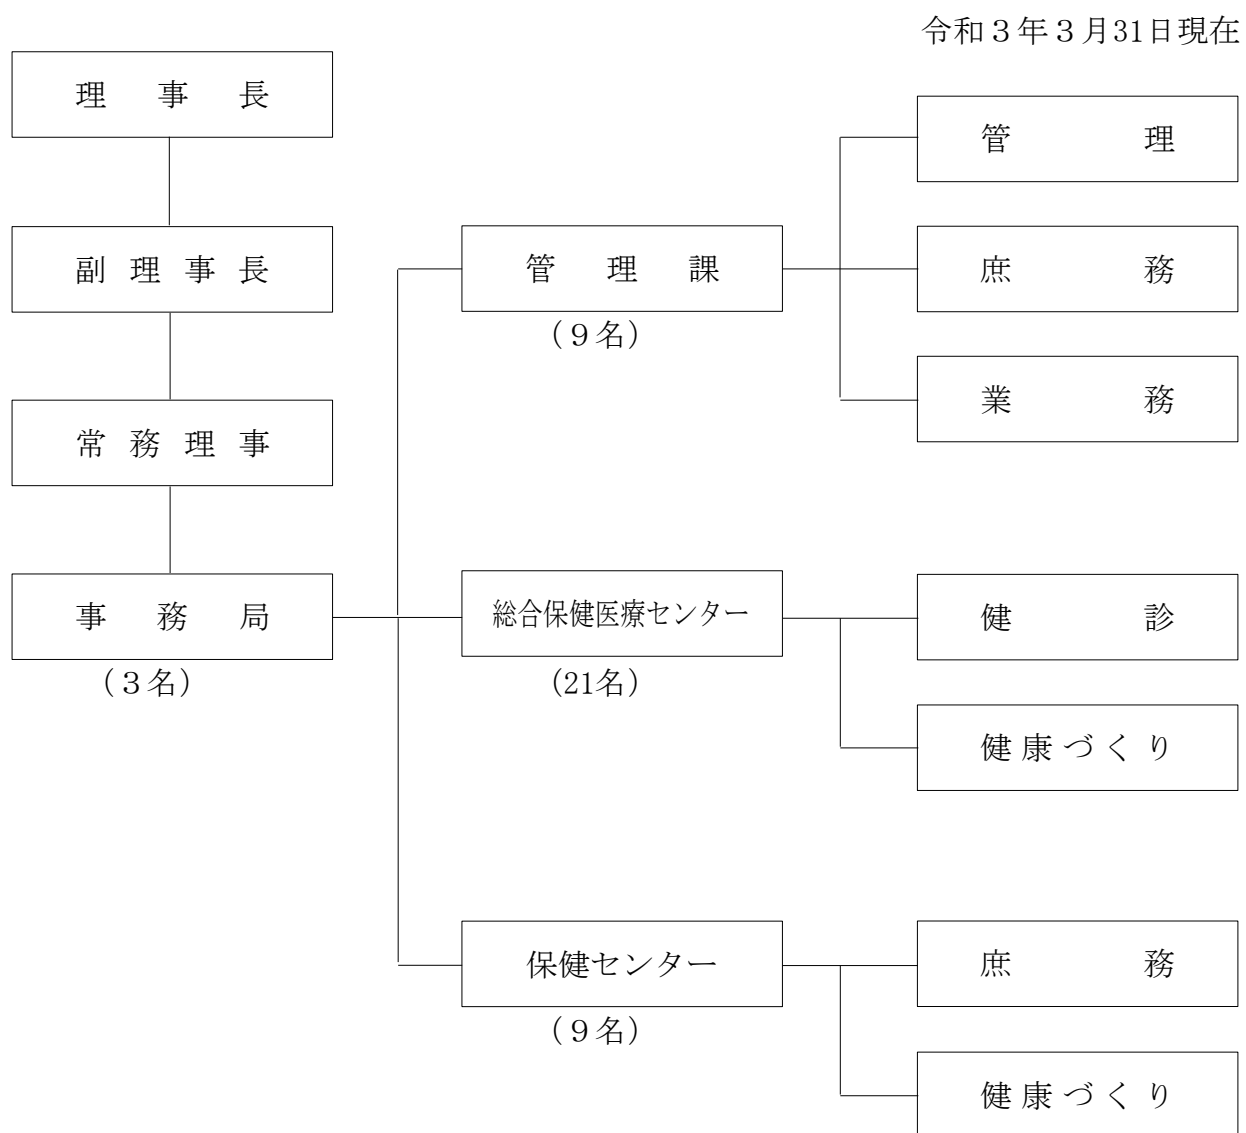 令和３年３月31日現在
理事長
副理事長
常務理事
事務局
（３名）
管理課
（９名）
管理
庶務
業務
総合保健医療センター
（21名）
健診
健康づくり
保健センター
（９名）
庶務
健康づくり